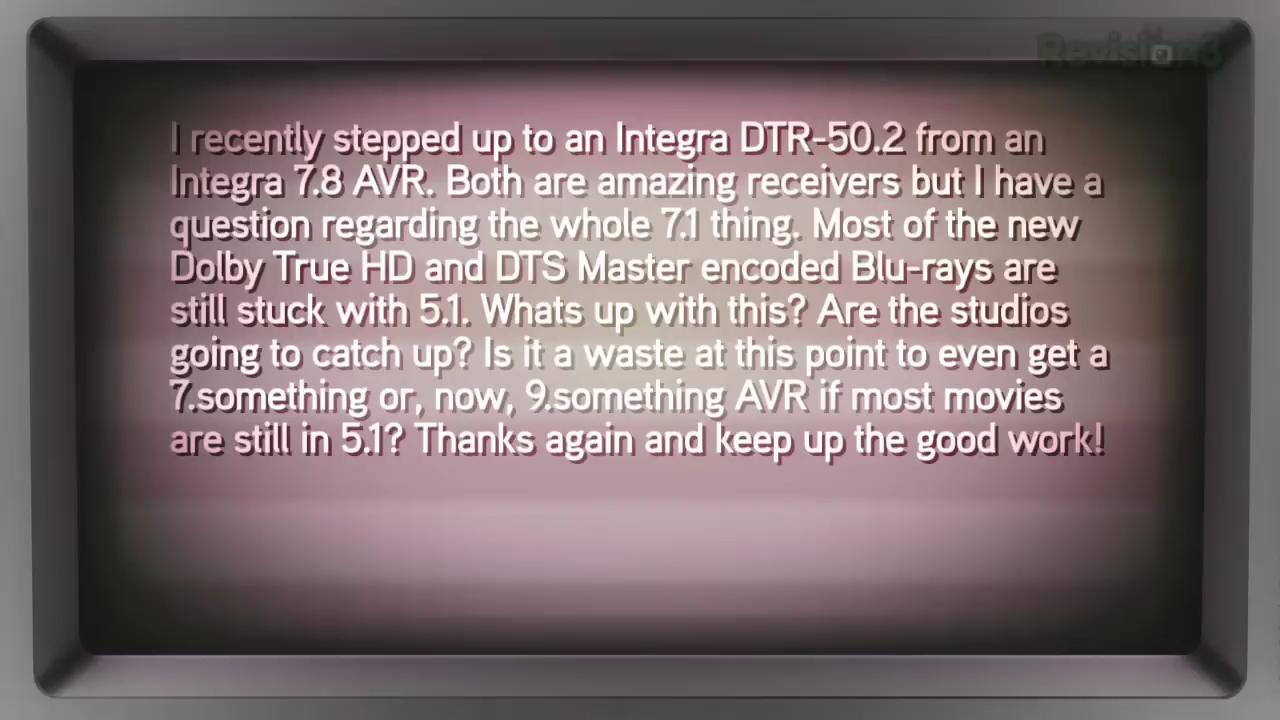 Revision3
I recently stepped up to an Integra DTR-50.2 from an
Integra 7.8 AVR. Both are amazing receivers but I have a
question regarding the whole 7.1 thing. Most of the new
Dolby True HD and DTS Master encoded Blu-rays are
still stuck with 5.1. Whats up with this? Are the studios
going to catch up? Is it a waste at this point to even get a
7.something or, now, 9.something AVR if most movies
are still in 5.1? Thanks again and keep up the good work!